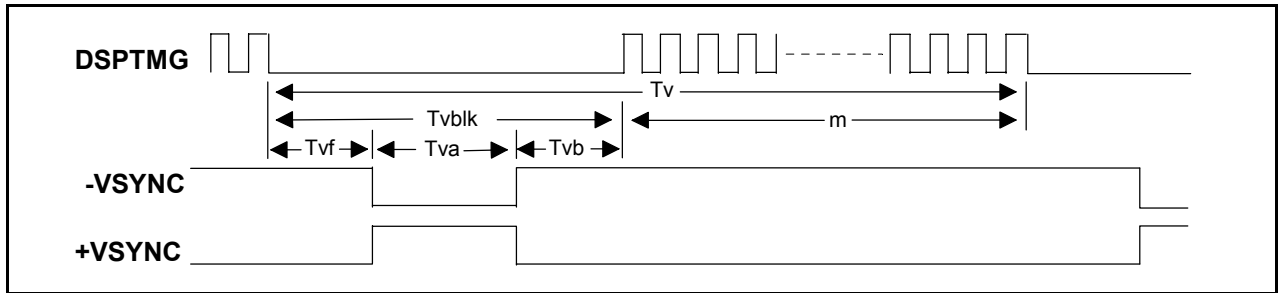 DSPTMG
Tv
Tvblk
m
Tvf
Tva
Tvb
-VSYNC
+VSYNC